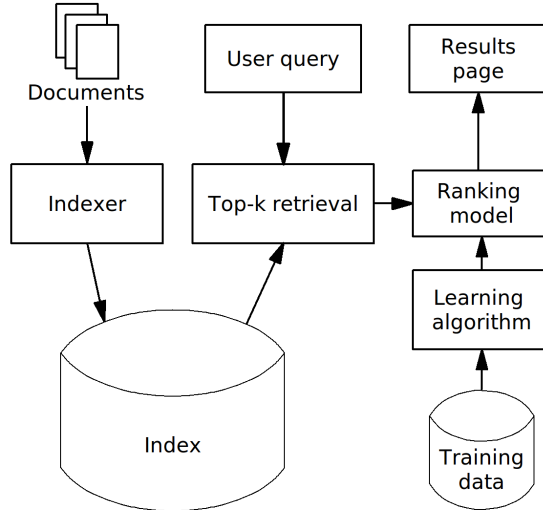 Documents
User query
Results
page
Indexer
Top-k retrieval
Ranking
model
Learning
algorithm
Index
Training
data